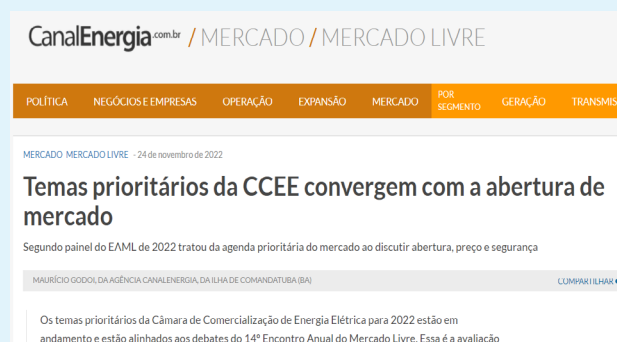 CanalEnergia.com.br / MERCADO / MERCADO LIVRE
POLÍTICA NEGÓCIOS E EMPRESAS OPERAÇÃO EXPANSÃO MERCADO POR SEGMENTO GERAÇÃO TRANSMIS
MERCADO MERCADO LIVRE - 24 de novembro de 2022
Temas prioritários da CCEE convergem com a abertura de
mercado
Segundo painel do EAML de 2022 tratou da agenda prioritária do mercado ao discutir abertura, preço e segurança
MAURÍCIO GODOI, DA AGÊNCIA CANALENERGIA, DA ILHA DE COMANDATUBA (BA) COMPARTILHAR
Os temas prioritários da Câmara de Comercialização de Energia Elétrica para 2022 estão em
andamento e estão alinhados aos debates do 14º Encontro Anual do Mercado Livre. Essa é a avaliação